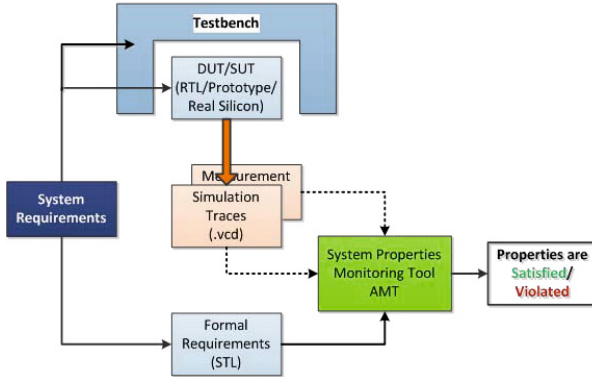 Testbench
DUT/SUT
(RTL/Prototype/
Real Silicon)
Measurement
Simulation
Traces
(.vcd)
System
Requirements
System Properties
Monitoring Tool
AMT
Properties are
Satisfied/
Violated
Formal
Requirements
(STL)